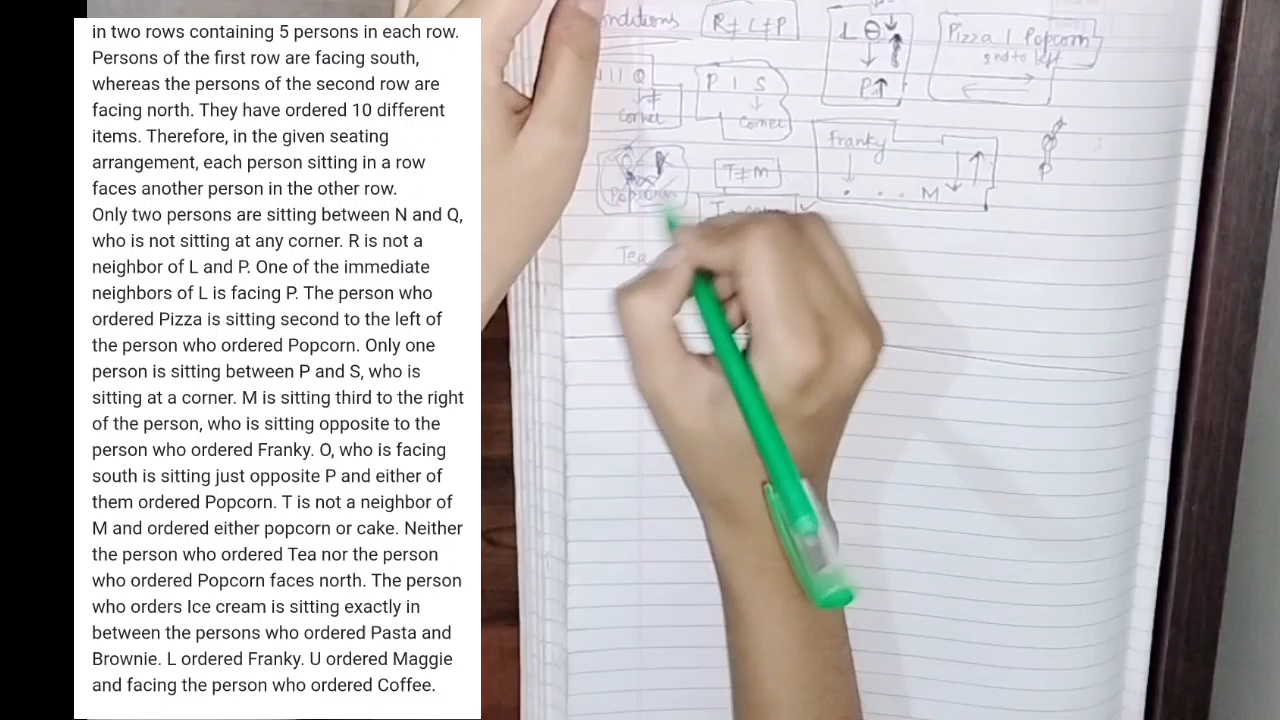 in two rows containing 5 persons in each row.
Persons of the first row are facing south,
whereas the persons of the second row are
facing north. They have ordered 10 different
items. Therefore, in the given seating
arrangement, each person sitting in a row
faces another person in the other row.
Only two persons are sitting between N and Q,
who is not sitting at any corner. R is not a
neighbor of L and P. One of the immediate
neighbors of L is facing P. The person who
ordered Pizza is sitting second to the left of
the person who ordered Popcorn. Only one
person is sitting between P and S, who is
sitting at a corner. M is sitting third to the right
of the person, who is sitting opposite to the
person who ordered Franky. O, who is facing
south is sitting just opposite P and either of
them ordered Popcorn. T is not a neighbor of
M and ordered either popcorn or cake. Neither
the person who ordered Tea nor the person
who ordered Popcorn faces north. The person
who orders Ice cream is sitting exactly in
between the persons who ordered Pasta and
Brownie. L ordered Franky. U ordered Maggie
and facing the person who ordered Coffee.
R ≠ L ≠ P
L O ↓
P ↑
Pizza | Popcorn
2nd to left
Q
Corner
P | S
Corner
Franky
. . . M
T ≠ M
Popcorn
Tea